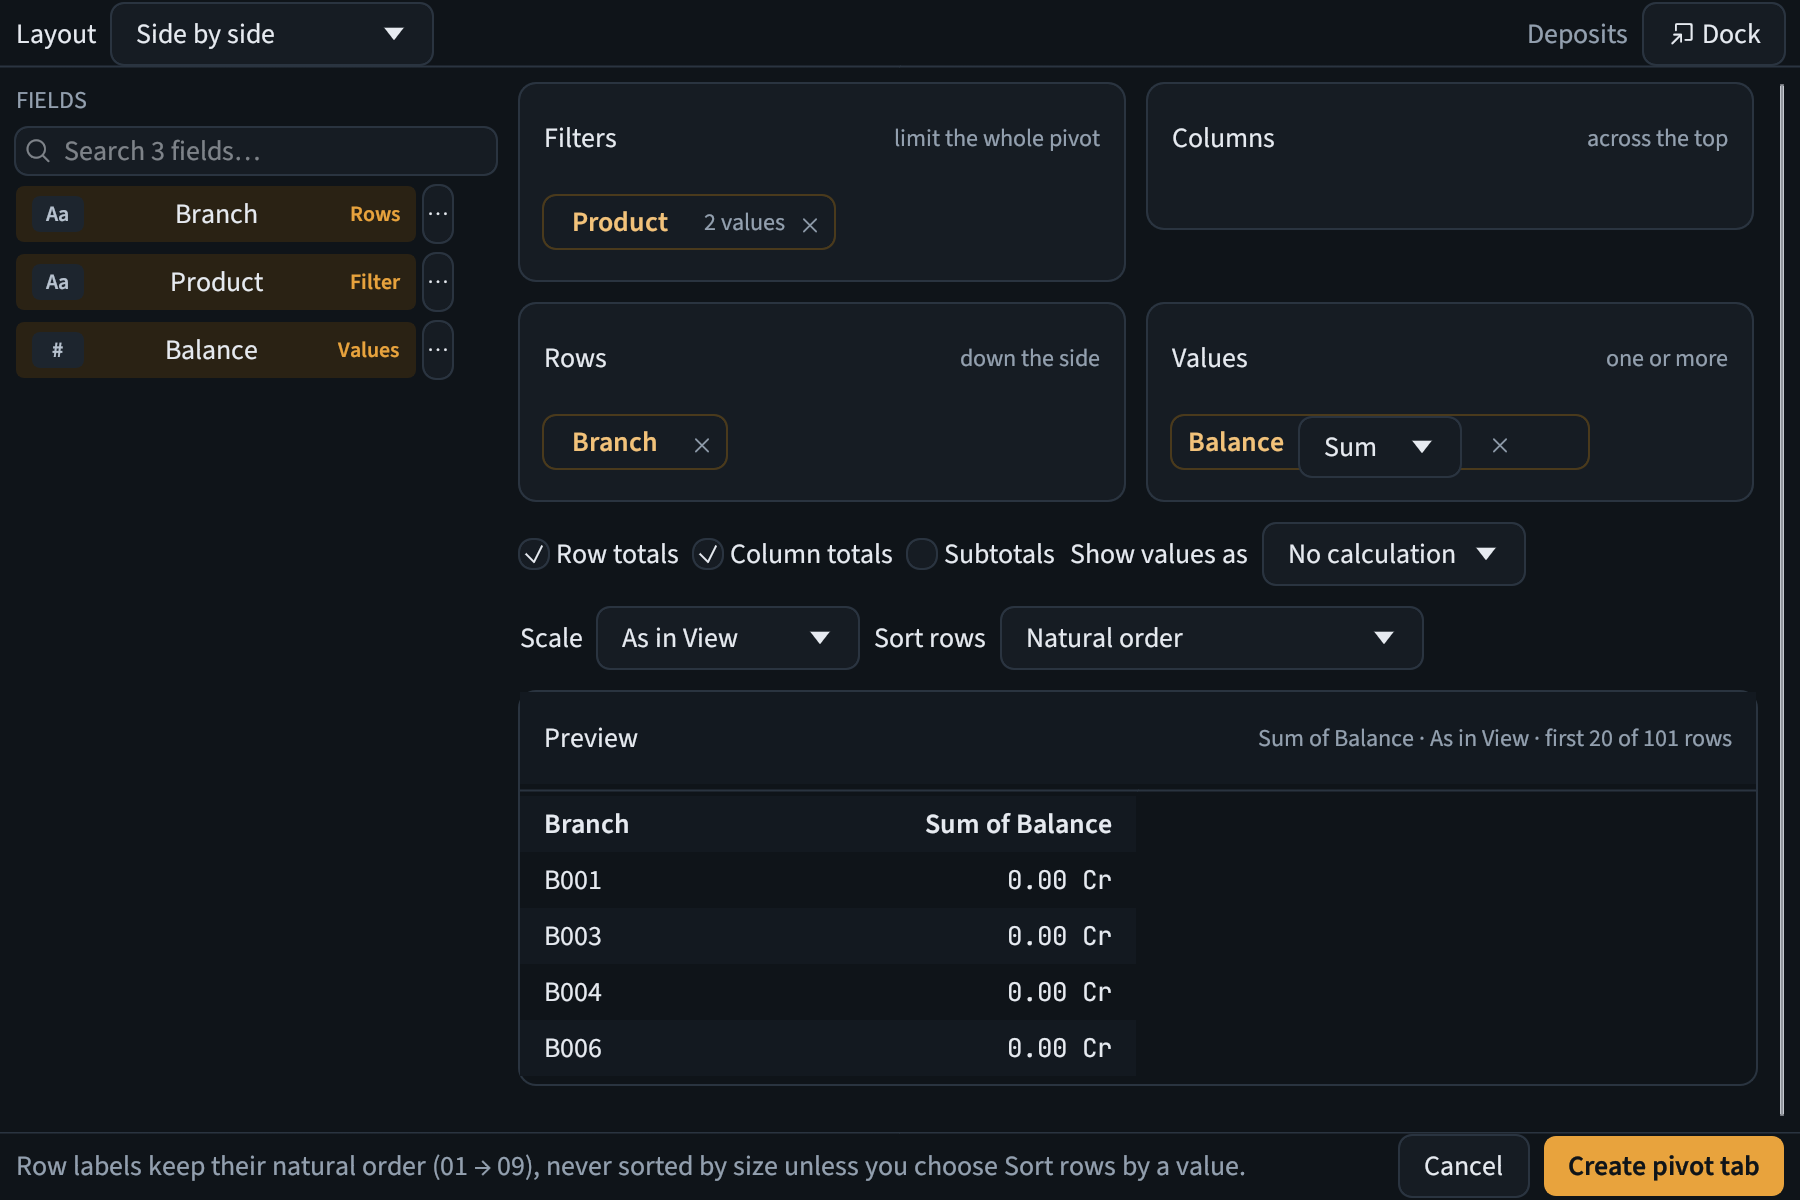 Layout Side by side Deposits Dock
FIELDS
Search 3 fields…
Aa Branch Rows ...
Aa Product Filter ...
# Balance Values ...
Filters limit the whole pivot
Product 2 values ×
Columns across the top
Rows down the side
Branch ×
Values one or more
Balance Sum ×
Row totals Column totals Subtotals Show values as No calculation
Scale As in View Sort rows Natural order
Preview Sum of Balance · As in View · first 20 of 101 rows
Branch Sum of Balance
B001 0.00 Cr
B003 0.00 Cr
B004 0.00 Cr
B006 0.00 Cr
Row labels keep their natural order (01 → 09), never sorted by size unless you choose Sort rows by a value. Cancel Create pivot tab